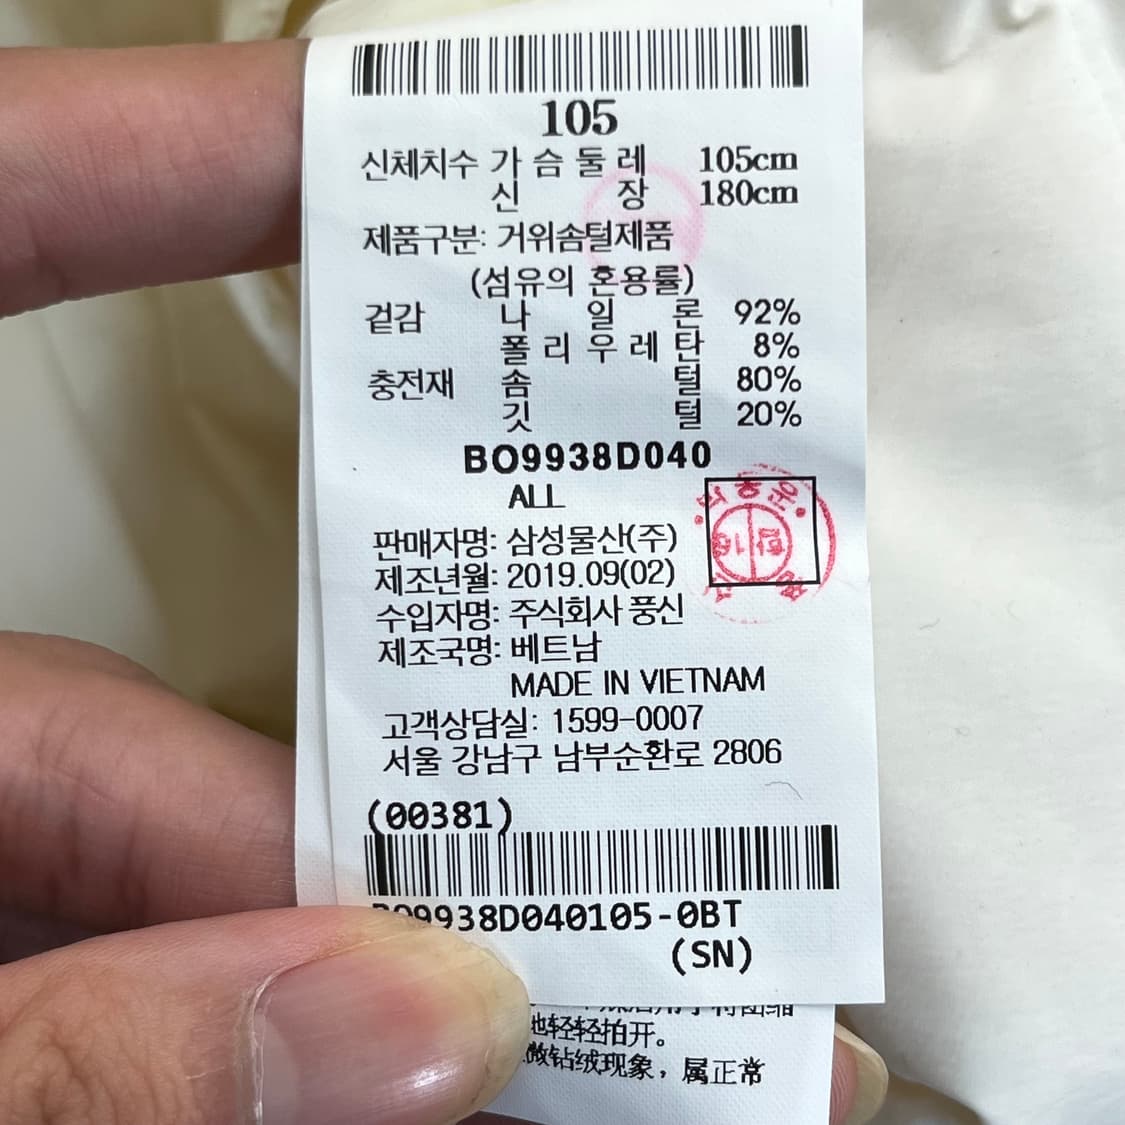 105
신체치수 가 슴 둘 레 105cm
신 장 180cm
제품구분: 거위솜털제품
(섬유의 혼용률)
겉감 나 일 론 92%
폴 리 우 레 탄 8%
충전재 솜 털 80%
깃 털 20%
BO9938D040
ALL
판매자명: 삼성물산(주)
제조년월: 2019.09(02)
수입자명: 주식회사 풍신
제조국명: 베트남
MADE IN VIETNAM
고객상담실: 1599-0007
서울 강남구 남부순환로 2806
(00381)
BO9938D040105-0BT
(SN)
轻轻拍开。
钻绒现象，属正常